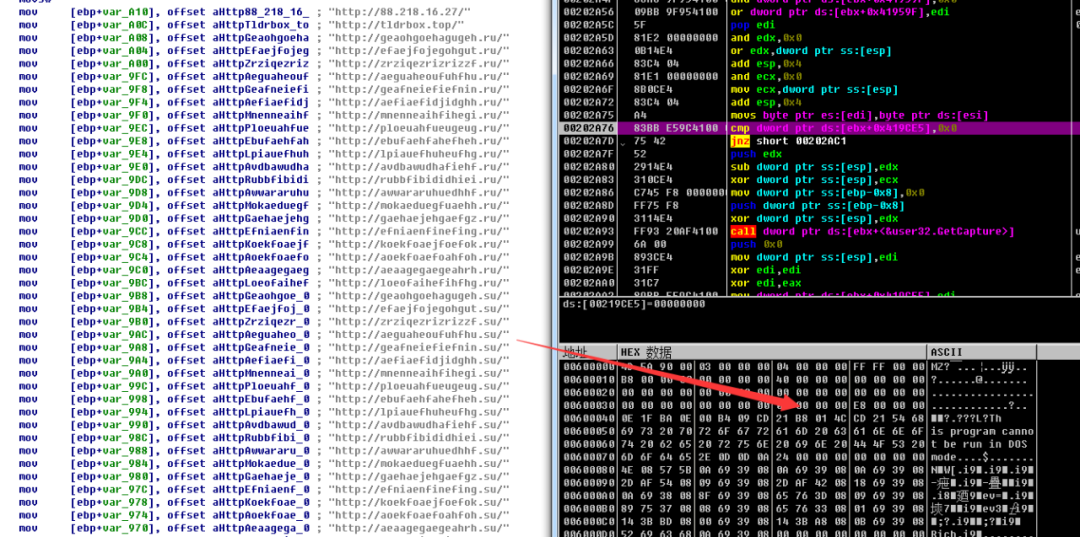 mov [ebp+var_A10], offset aHttp88_218_16_ ; "http://88.218.16.27/"
mov [ebp+var_A0C], offset aHttpTldrbox_to ; "http://tldrbox.top/"
mov [ebp+var_A08], offset aHttpGeaohgoeha ; "http://geaohgoehagugeh.ru/"
mov [ebp+var_A04], offset aHttpEfaejfojeg ; "http://efaejfojegohgut.ru/"
mov [ebp+var_A00], offset aHttpZrziqezriz ; "http://zrziqezrizrizzf.ru/"
mov [ebp+var_9FC], offset aHttpAeguaheouf ; "http://aeguaheoufuhfhu.ru/"
mov [ebp+var_9F8], offset aHttpGeafneiefi ; "http://geafneiefiefnin.ru/"
mov [ebp+var_9F4], offset aHttpAefiaefidj ; "http://aefiaefidjidghh.ru/"
mov [ebp+var_9F0], offset aHttpMnenneaihf ; "http://mnenneaihfihegi.ru/"
mov [ebp+var_9EC], offset aHttpPloeuahfue ; "http://ploeuahfueugeug.ru/"
mov [ebp+var_9E8], offset aHttpEbufaehfah ; "http://ebufaehfahefheh.ru/"
mov [ebp+var_9E4], offset aHttpLpiauefhuh ; "http://lpiauefhuheufhg.ru/"
mov [ebp+var_9E0], offset aHttpAvdbawudha ; "http://avdbawudhafiehf.ru/"
mov [ebp+var_9DC], offset aHttpRubbfibidi ; "http://rubbfibididhiei.ru/"
mov [ebp+var_9D8], offset aHttpAwwararuhu ; "http://awwararuhuedhhf.ru/"
mov [ebp+var_9D4], offset aHttpMokaeduegf ; "http://mokaeduegfuaehh.ru/"
mov [ebp+var_9D0], offset aHttpGaehaejehg ; "http://gaehaejehgaefgz.ru/"
mov [ebp+var_9CC], offset aHttpEfniaenfin ; "http://efniaenfinefing.ru/"
mov [ebp+var_9C8], offset aHttpKoekfoaejf ; "http://koekfoaejfoefok.ru/"
mov [ebp+var_9C4], offset aHttpAoekfoaefo ; "http://aoekfoaefoahfoh.ru/"
mov [ebp+var_9C0], offset aHttpAeaagegaeg ; "http://aeaagegaegeahrh.ru/"
mov [ebp+var_9BC], offset aHttpLoeofaihef ; "http://loeofaihefihfhg.ru/"
mov [ebp+var_9B8], offset aHttpGeaohgoe_0 ; "http://geaohgoehagugeh.su/"
mov [ebp+var_9B4], offset aHttpEfaejfoj_0 ; "http://efaejfojegohgut.su/"
mov [ebp+var_9B0], offset aHttpZrziqezr_0 ; "http://zrziqezrizrizzf.su/"
mov [ebp+var_9AC], offset aHttpAeguaheo_0 ; "http://aeguaheoufuhfhu.su/"
mov [ebp+var_9A8], offset aHttpGeafneie_0 ; "http://geafneiefiefnin.su/"
mov [ebp+var_9A4], offset aHttpAefiaefi_0 ; "http://aefiaefidjidghh.su/"
mov [ebp+var_9A0], offset aHttpMnenneai_0 ; "http://mnenneaihfihegi.su/"
mov [ebp+var_99C], offset aHttpPloeuahf_0 ; "http://ploeuahfueugeug.su/"
mov [ebp+var_998], offset aHttpEbufaehf_0 ; "http://ebufaehfahefheh.su/"
mov [ebp+var_994], offset aHttpLpiauefh_0 ; "http://lpiauefhuheufhg.su/"
mov [ebp+var_990], offset aHttpAvdbawud_0 ; "http://avdbawudhafiehf.su/"
mov [ebp+var_98C], offset aHttpRubbfibi_0 ; "http://rubbfibididhiei.su/"
mov [ebp+var_988], offset aHttpAwwararu_0 ; "http://awwararuhuedhhf.su/"
mov [ebp+var_984], offset aHttpMokaedue_0 ; "http://mokaeduegfuaehh.su/"
mov [ebp+var_980], offset aHttpGaehaeje_0 ; "http://gaehaejehgaefgz.su/"
mov [ebp+var_97C], offset aHttpEfniaenf_0 ; "http://efniaenfinefing.su/"
mov [ebp+var_978], offset aHttpKoekfoae_0 ; "http://koekfoaejfoefok.su/"
mov [ebp+var_974], offset aHttpAoekfoae_0 ; "http://aoekfoaefoahfoh.su/"
mov [ebp+var_970], offset aHttpAeaagega_0 ; "http://aeaagegaegeahrh.su/"
00202A56 09BB 9F954100 or dword ptr ds:[ebx+0x41959F],edi
00202A5C 5F pop edi
00202A5D 81E2 00000000 and edx,0x0
00202A63 0B14E4 or edx,dword ptr ss:[esp]
00202A66 83C4 04 add esp,0x4
00202A69 81E1 00000000 and ecx,0x0
00202A6F 8B0CE4 mov ecx,dword ptr ss:[esp]
00202A72 83C4 04 add esp,0x4
00202A75 A4 movs byte ptr es:[edi],byte ptr ds:[esi]
00202A76 83BB E59C4100 cmp dword ptr ds:[ebx+0x419CE5],0x0
00202A7D 75 42 jnz short 00202AC1
00202A7F 52 push edx
00202A80 2914E4 sub dword ptr ss:[esp],edx
00202A83 310CE4 xor dword ptr ss:[esp],ecx
00202A86 C745 F8 000000 mov dword ptr ss:[ebp-0x8],0x0
00202A8D FF75 F8 push dword ptr ss:[ebp-0x8]
00202A90 3114E4 xor dword ptr ss:[esp],edx
00202A93 FF93 20AF4100 call dword ptr ds:[ebx+<&user32.GetCapture>]
00202A99 6A 00 push 0x0
00202A9B 893CE4 mov dword ptr ss:[esp],edi
00202A9E 31FF xor edi,edi
00202AA0 31C7 xor edi,eax
ds:[00219CE5]=00000000
地址 HEX 数据 ASCII
00600000 4D 5A 90 00 03 00 00 00 04 00 00 00 FF FF 00 00
00600010 B8 00 00 00 00 00 00 00 40 00 00 00 00 00 00 00
00600020 00 00 00 00 00 00 00 00 00 00 00 00 00 00 00 00
00600030 00 00 00 00 00 00 00 00 00 00 00 00 E8 00 00 00
00600040 0E 1F BA 0E 00 B4 09 CD 21 B8 01 4C CD 21 54 68
00600050 69 73 20 70 72 6F 67 72 61 6D 20 63 61 6E 6E 6F is program canno
00600060 74 20 62 65 20 72 75 6E 20 69 6E 20 44 4F 53 20 t be run in DOS
00600070 6D 6F 64 65 2E 0D 0D 0A 24 00 00 00 00 00 00 00 mode....$.......
00600080 4E 08 57 5B 0A 69 39 08 0A 69 39 08 0A 69 39 08
00600090 2D AF 54 08 09 69 39 08 2D AF 42 08 18 69 39 08
006000A0 0A 69 38 08 8F 69 39 08 65 76 3D 08 09 69 39 08
006000B0 89 75 37 08 08 69 39 08 65 76 33 08 01 69 39 08
006000C0 14 3B BD 08 00 69 39 08 14 3B A8 08 0B 69 39 08